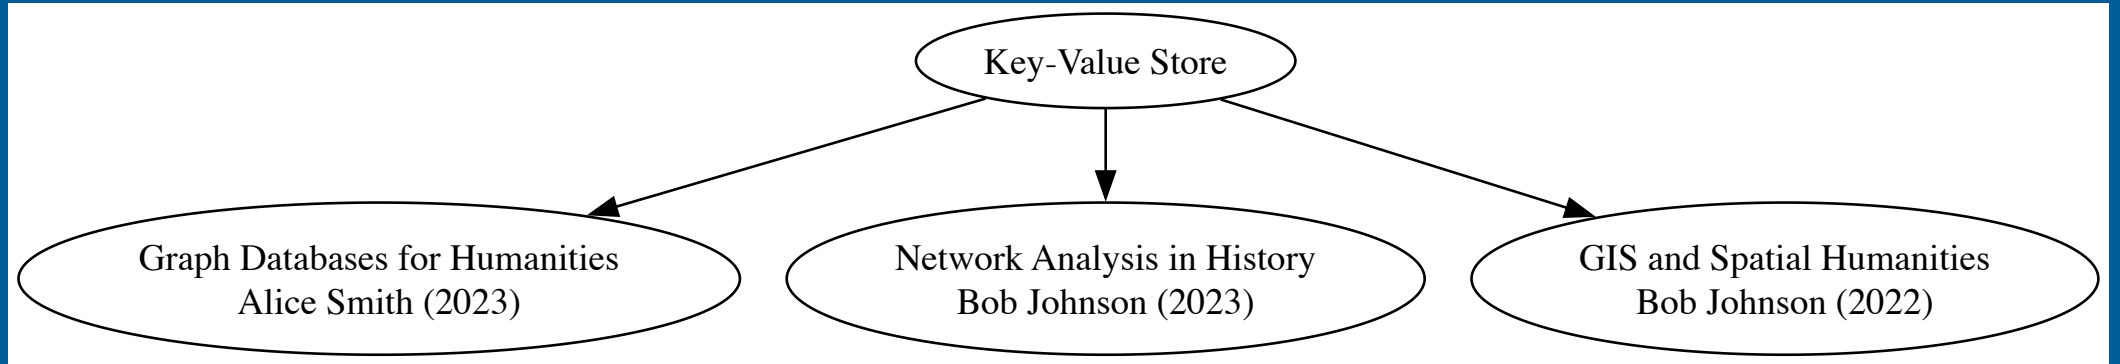 Key-Value Store
Graph Databases for Humanities
Alice Smith (2023)
Network Analysis in History
Bob Johnson (2023)
GIS and Spatial Humanities
Bob Johnson (2022)